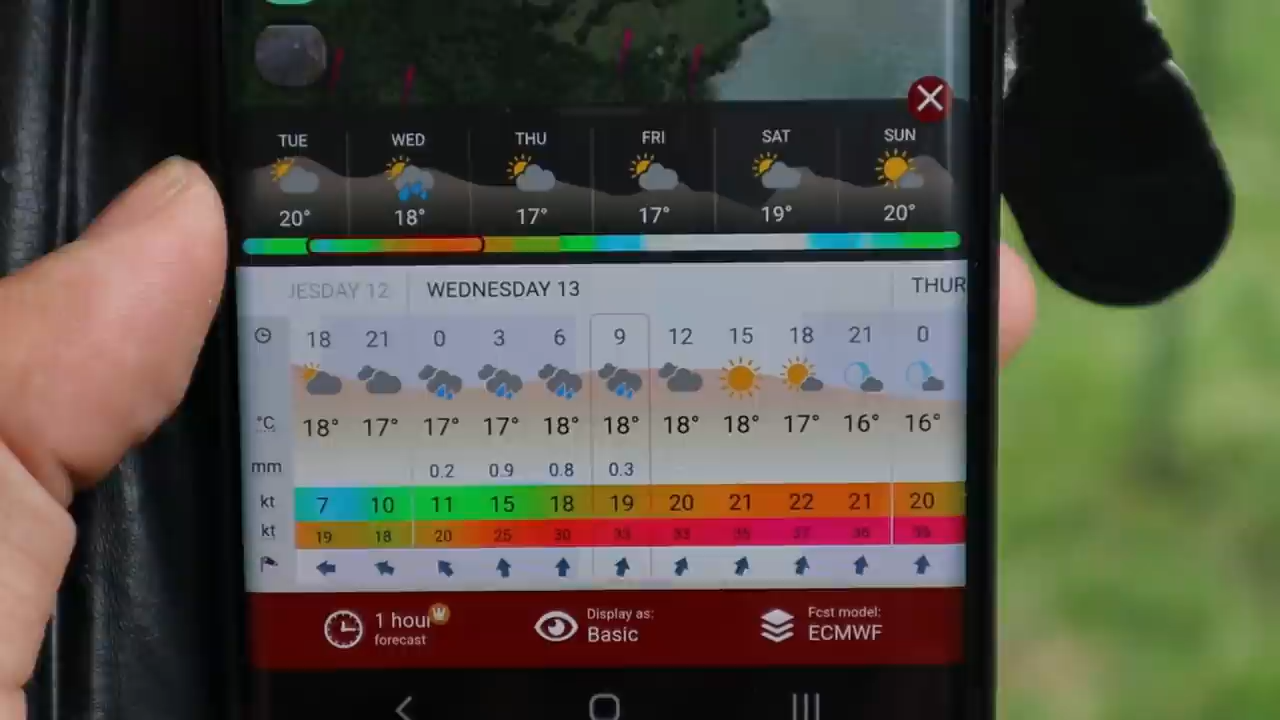 TUE WED THU FRI SAT SUN
20° 18° 17° 17° 19° 20°
JESDAY 12 WEDNESDAY 13 THUR
18 21 0 3 6 9 12 15 18 21 0
°C 18° 17° 17° 17° 18° 18° 18° 18° 17° 16° 16°
mm 0.2 0.9 0.8 0.3
kt 7 10 11 15 18 19 20 21 22 21 20
kt 19 18 20 25 30 33 33
1 hour Display as: Fcst model:
forecast Basic ECMWF